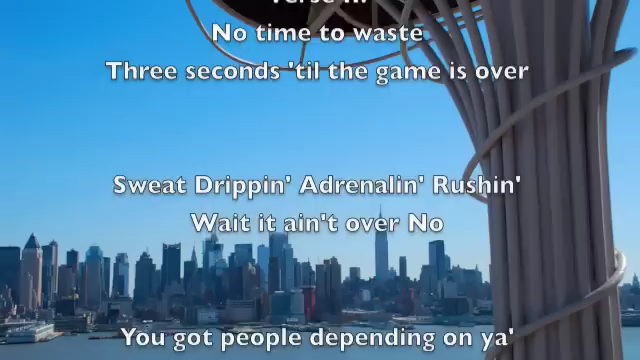 No time to waste
Three seconds 'til the game is over
Sweat Drippin' Adrenalin' Rushin'
Wait it ain't over No
You got people depending on ya'